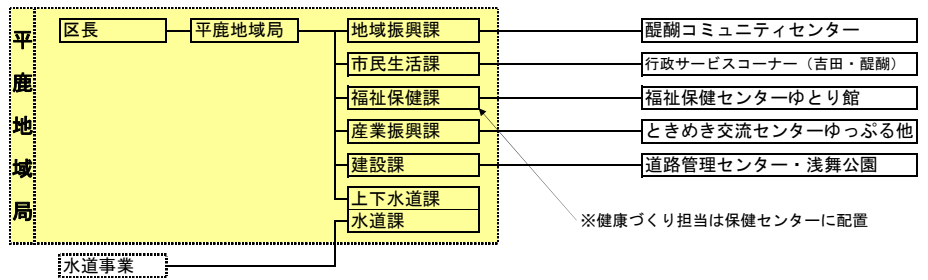 平鹿地域局
区長
平鹿地域局
地域振興課
醍醐コミュニティセンター
市民生活課
行政サービスコーナー（吉田・醍醐）
福祉保健課
福祉保健センターゆとり館
産業振興課
ときめき交流センターゆっぷる他
建設課
道路管理センター・浅舞公園
上下水道課
水道課
※健康づくり担当は保健センターに配置
水道事業